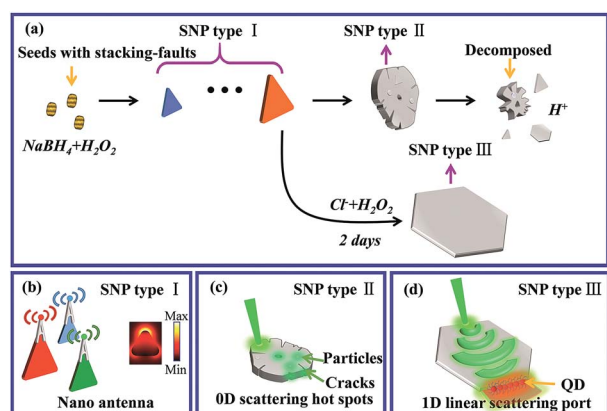 (a)
SNP type Ⅰ
SNP type Ⅱ
Seeds with stacking-faults
Decomposed
NaBH4+H2O2
H+
SNP type Ⅲ
Cl-+H2O2
2 days
(b)
SNP type Ⅰ
Max
Min
Nano antenna
(c)
SNP type Ⅱ
Particles
Cracks
0D scattering hot spots
(d)
SNP type Ⅲ
QD
1D linear scattering port